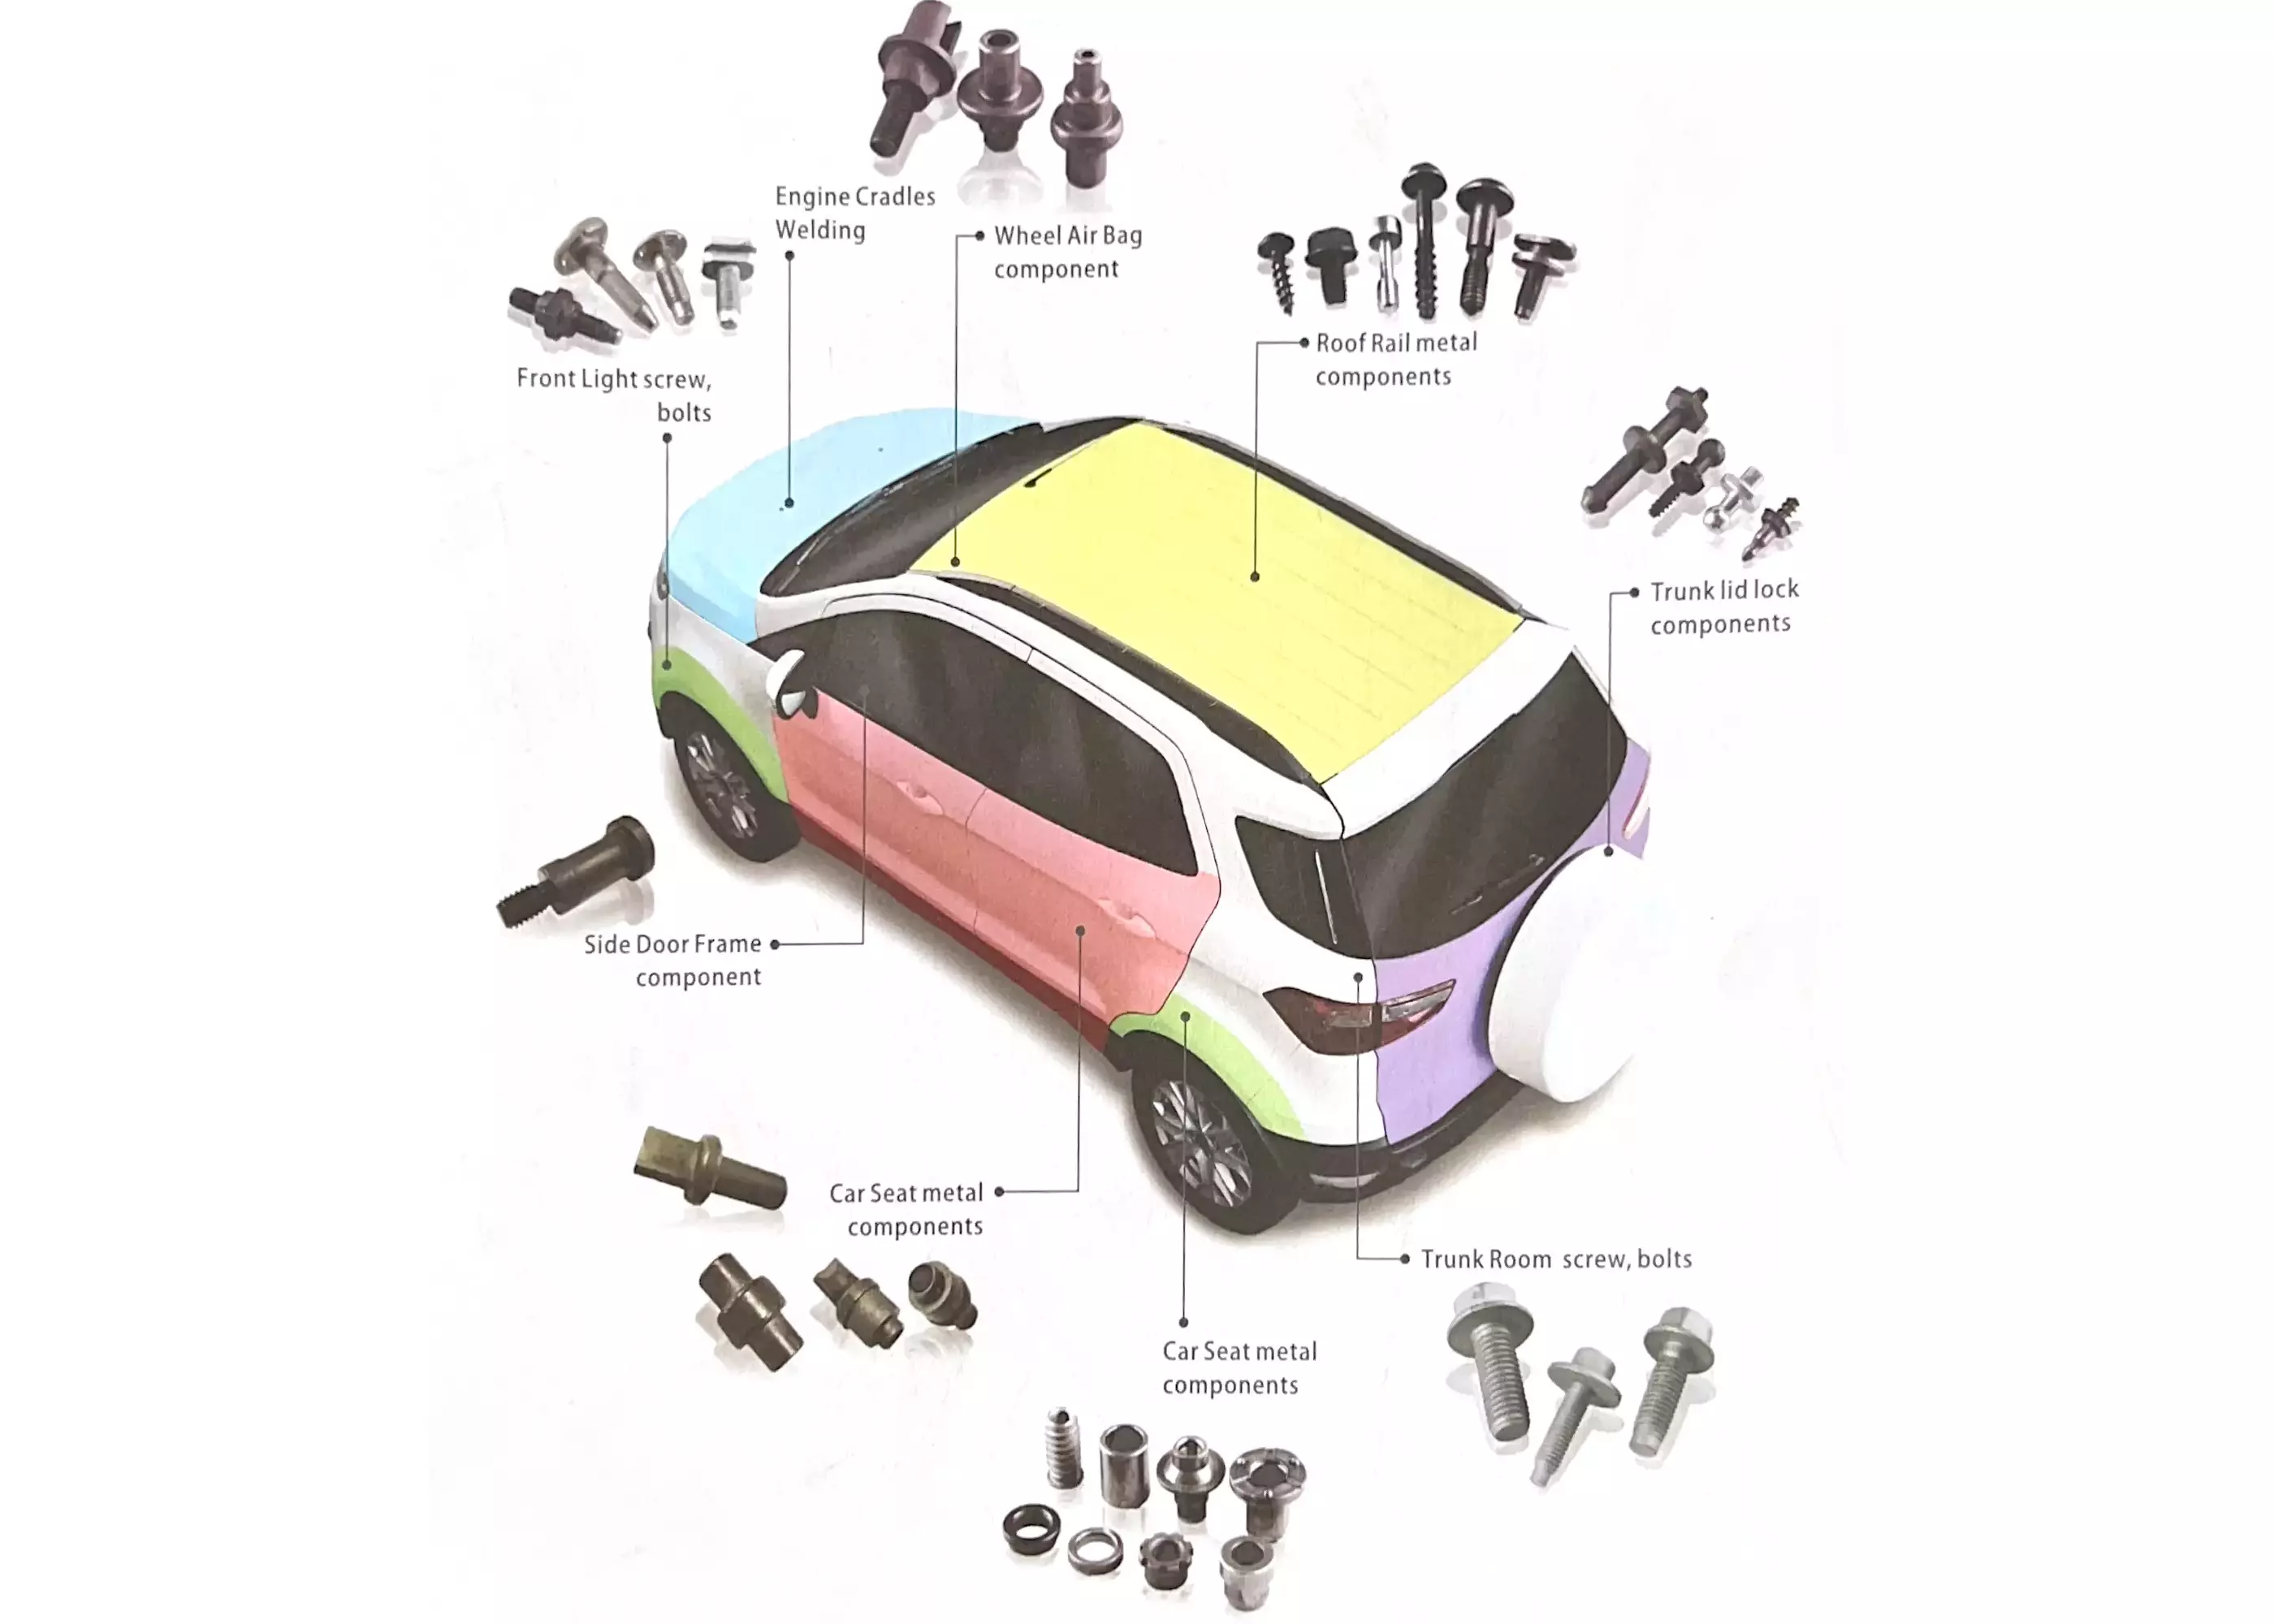 Engine Cradles
Welding
Wheel Air Bag
component
Roof Rail metal
components
Front Light screw,
bolts
Trunk lid lock
components
Side Door Frame
component
Car Seat metal
components
Trunk Room screw, bolts
Car Seat metal
components